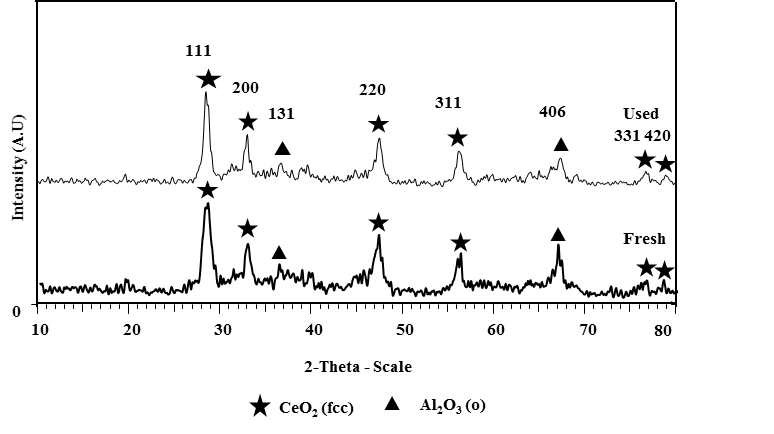 111
200
131
220
311
406
Used
331 420
Fresh
Intensity (A.U)
0
10 20 30 40 50 60 70 80
2-Theta - Scale
CeO₂ (fcc) Al₂O₃ (o)